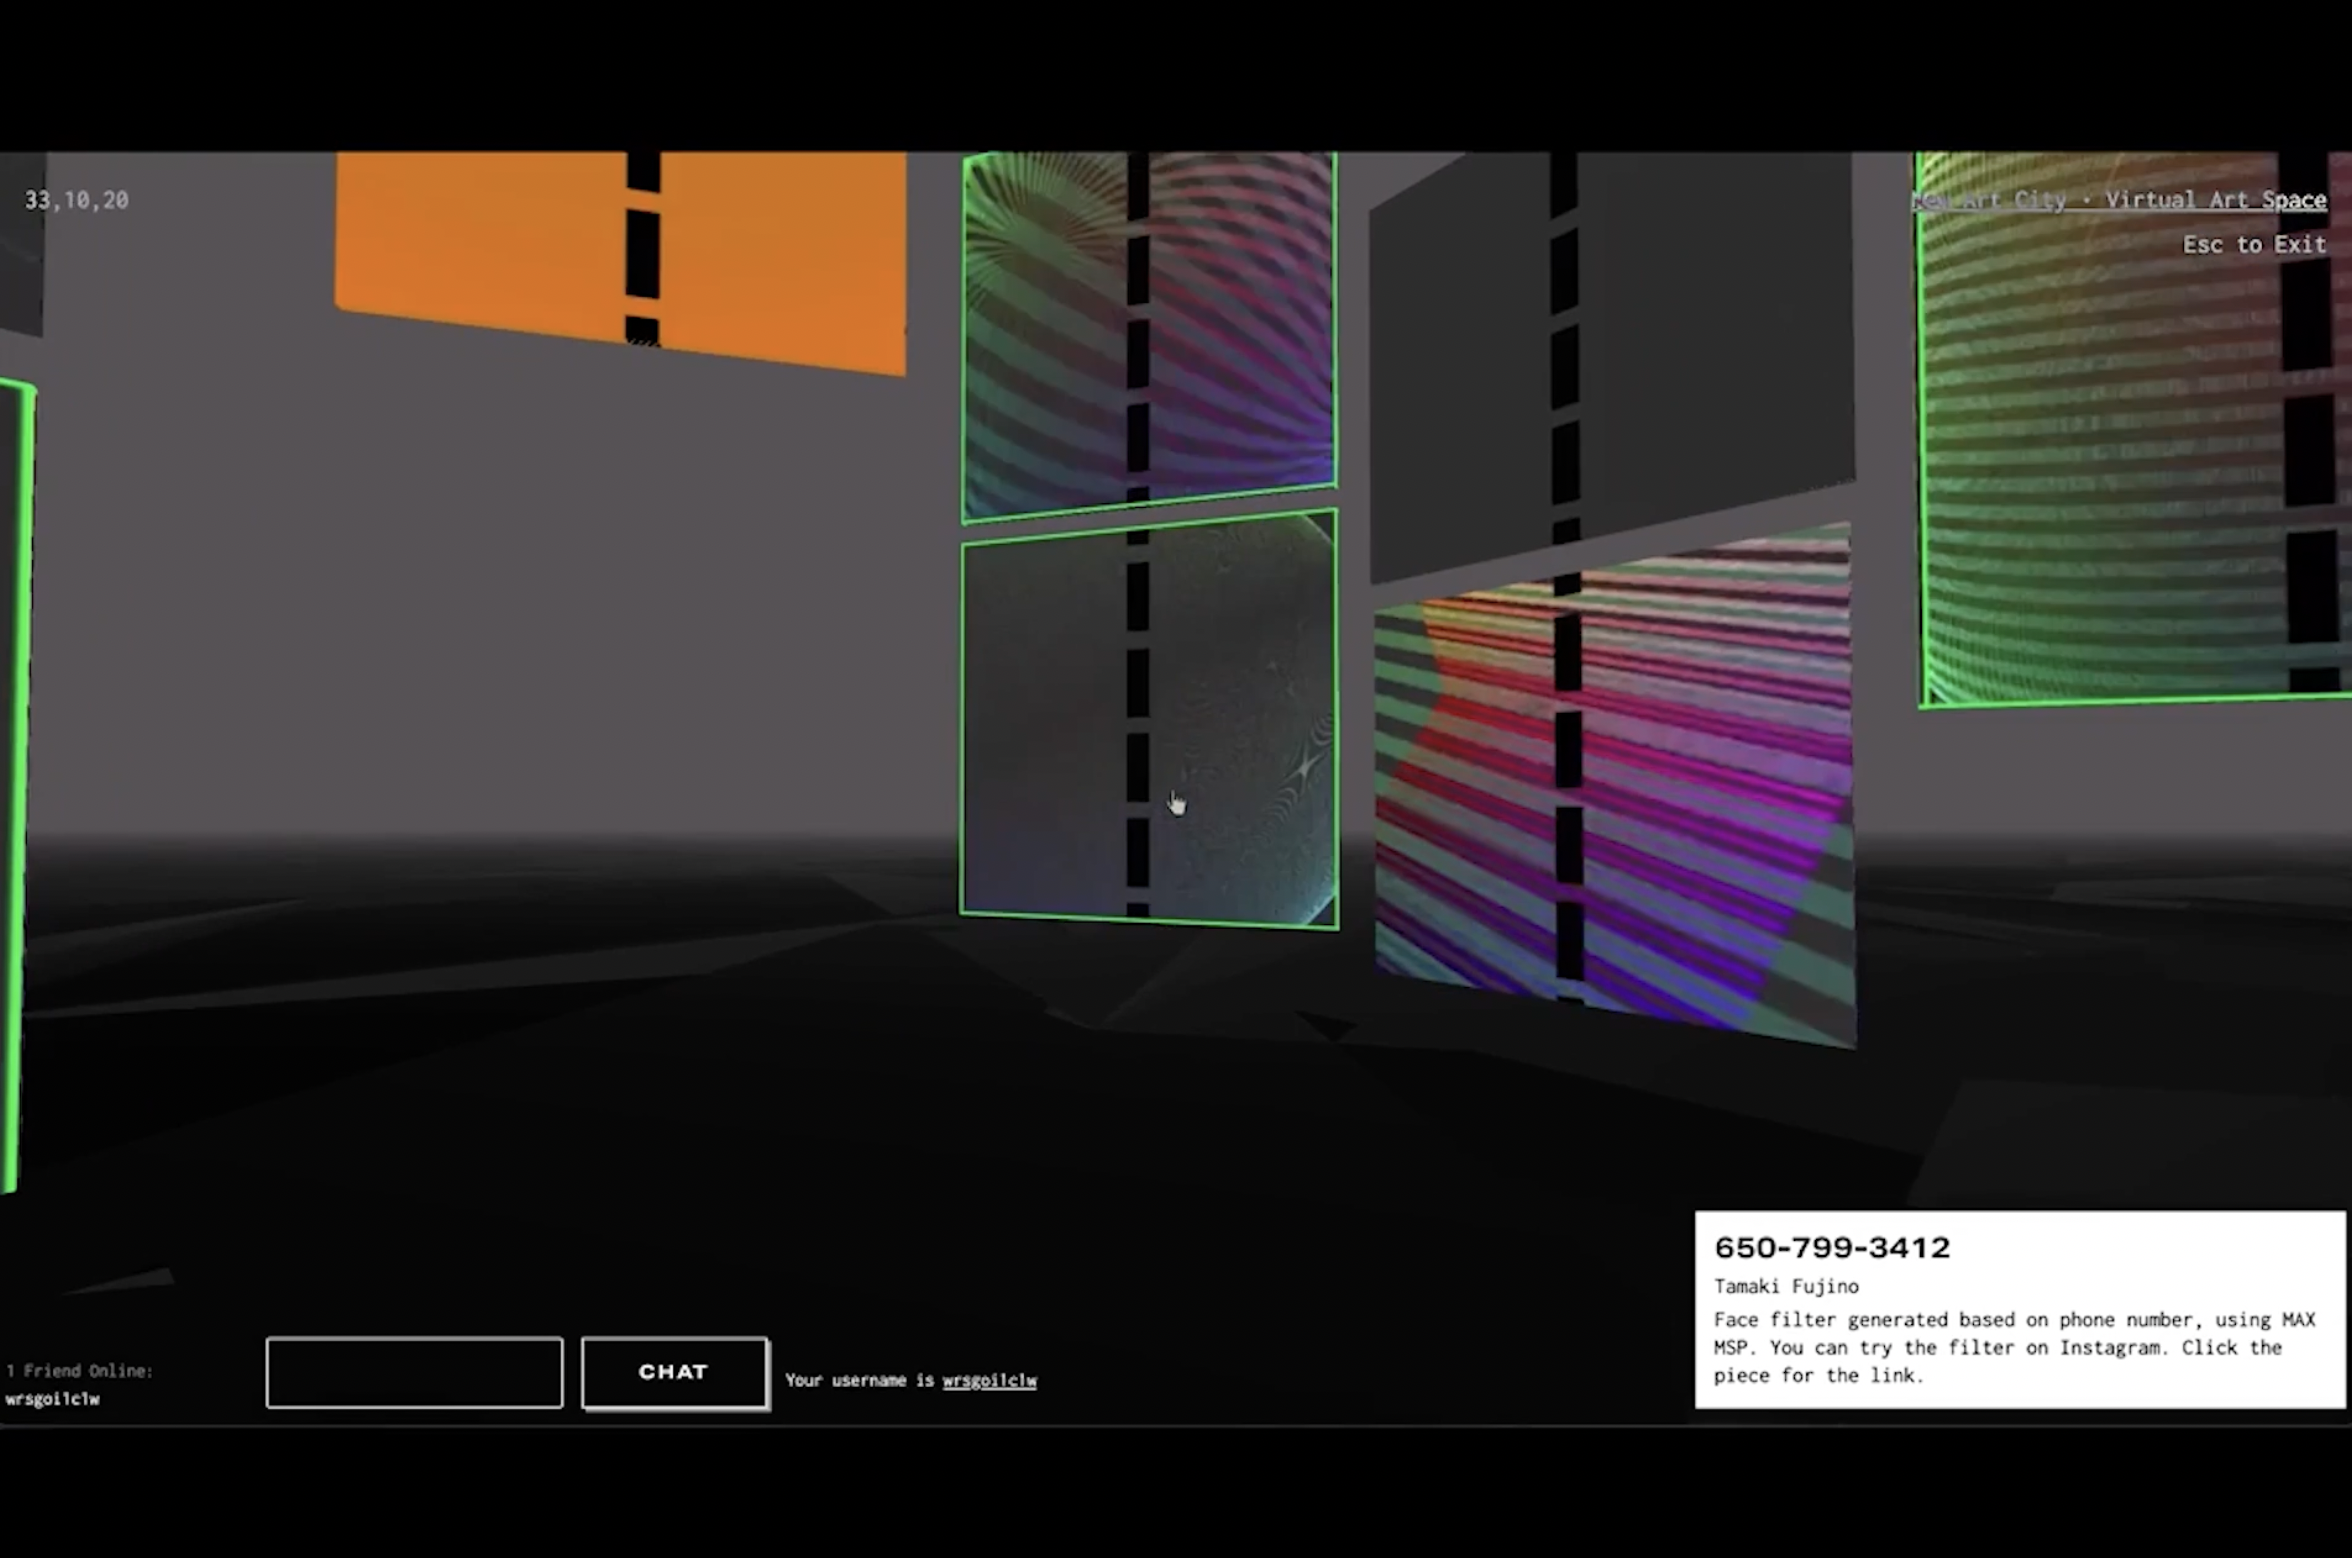 33,10,20
New Art City · Virtual Art Space
Esc to Exit
650-799-3412
Tamaki Fujino
Face filter generated based on phone number, using MAX
MSP. You can try the filter on Instagram. Click the
piece for the link.
1 Friend Online:
wrsgoi1c1w
CHAT
Your username is wrsgoi1c1w